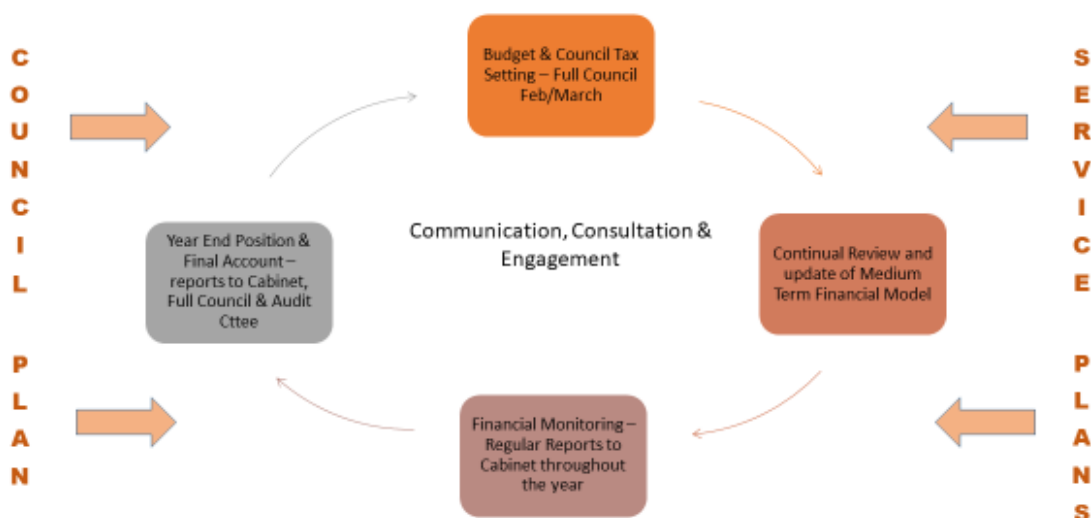 COUNCIL PLAN
Budget & Council Tax
Setting – Full Council
Feb/March
Communication, Consultation &
Engagement
Continual Review and
update of Medium
Term Financial Model
Financial Monitoring –
Regular Reports to
Cabinet throughout
the year
Year End Position &
Final Account –
reports to Cabinet,
Full Council & Audit
Cttee
SERVICE PLANS